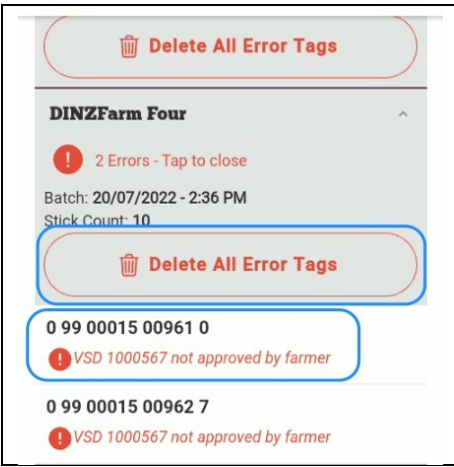 Delete All Error Tags
DINZFarm Four
2 Errors - Tap to close
Batch: 20/07/2022 - 2:36 PM
Stick Count: 10
Delete All Error Tags
0 99 00015 00961 0
VSD 1000567 not approved by farmer
0 99 00015 00962 7
VSD 1000567 not approved by farmer